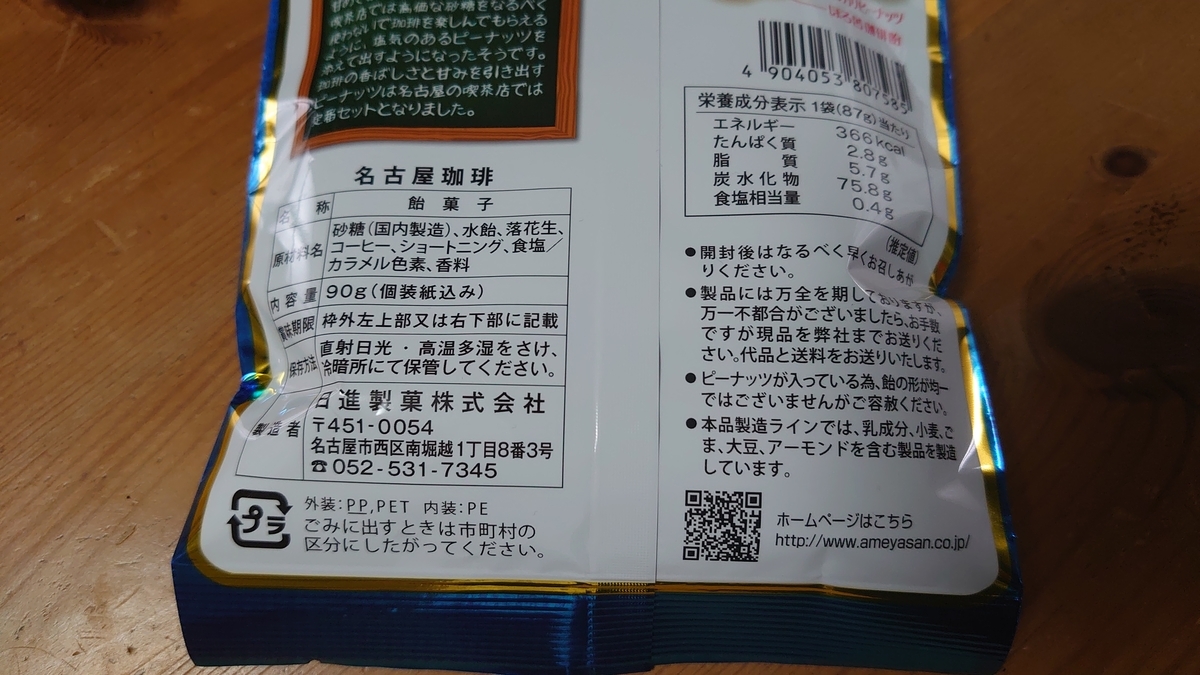 喫茶店では高価な砂糖をなるべく
使わないで珈琲を楽しんでもらえる
ように、塩気のあるピーナッツを
添えて出すようになったそうです。
珈琲の香ばしさと甘みを引き出す
ピーナッツは名古屋の喫茶店では
定番セットとなりました。
名古屋珈琲
名称 飴菓子
原材料名 砂糖(国内製造)、水飴、落花生、
コーヒー、ショートニング、食塩/
カラメル色素、香料
内容量 90g(個装紙込み)
賞味期限 枠外左上部又は右下部に記載
保存方法 直射日光・高温多湿をさけ、
冷暗所にて保管してください。
製造者 日進製菓株式会社
〒451-0054
名古屋市西区南堀越1丁目8番3号
☎052-531-7345
プラ
外装:PP,PET 内装:PE
ごみに出すときは市町村の
区分にしたがってください。
4 904053 807585
栄養成分表示 1袋(87g)当たり
エネルギー 366kcal
たんぱく質 2.8g
脂質 5.7g
炭水化物 75.8g
食塩相当量 0.4g
(推定値)
●開封後はなるべく早くお召しあが
りください。
●製品には万全を期しておりますが、
万一不都合がございましたら、お手数
ですが現品を弊社までお送りくだ
さい。代品と送料をお送りいたします。
●ピーナッツが入っている為、飴の形が均一
ではございませんがご容赦ください。
●本品製造ラインでは、乳成分、小麦、ご
ま、大豆、アーモンドを含む製品を製造
しています。
ホームページはこちら
http://www.ameyasan.co.jp/